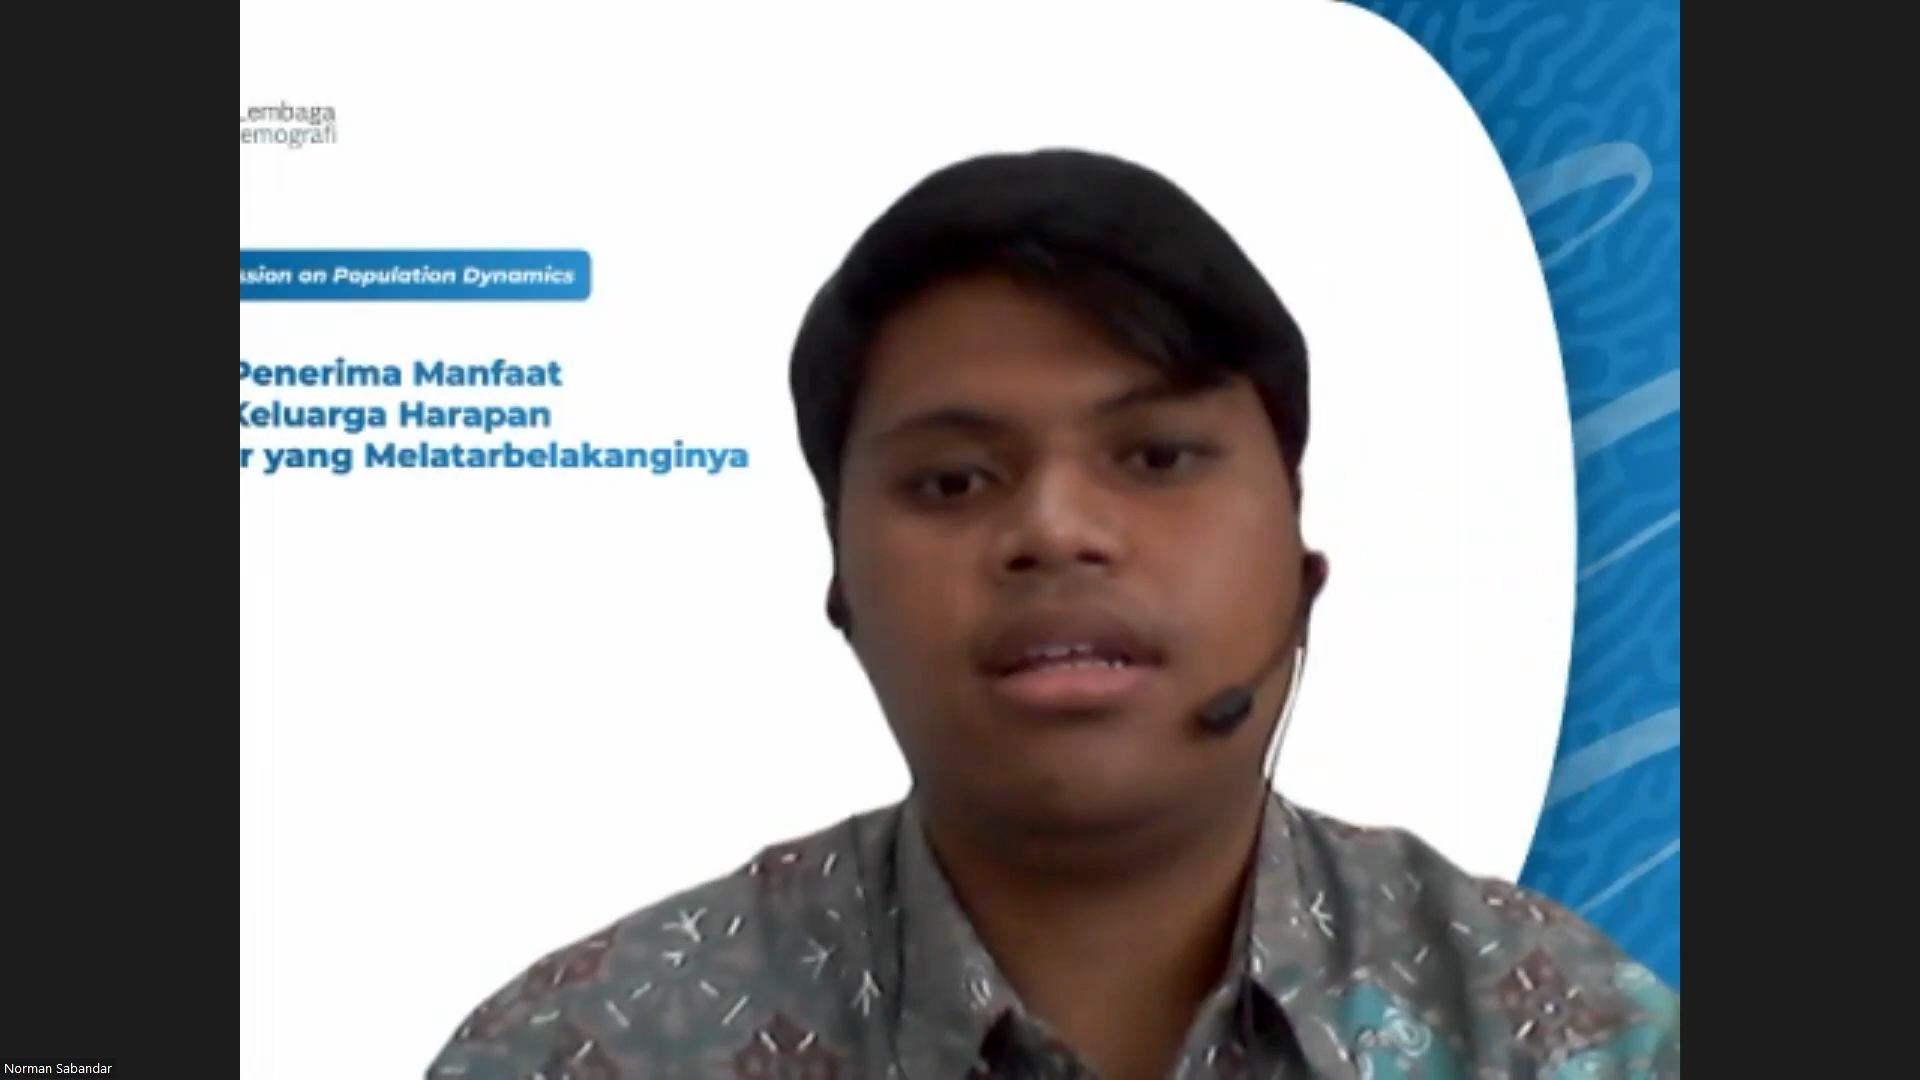 Lembaga
emografi
ssion on Population Dynamics
Penerima Manfaat
Keluarga Harapan
r yang Melatarbelakanginya
Norman Sabandar